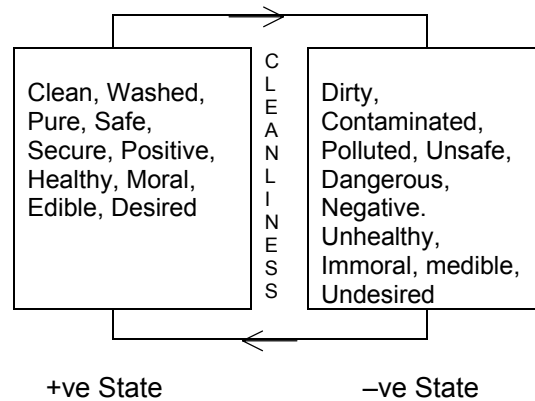 Clean, Washed,
Pure, Safe,
Secure, Positive,
Healthy, Moral,
Edible, Desired
C
L
E
A
N
L
I
N
E
S
S
Dirty,
Contaminated,
Polluted, Unsafe,
Dangerous,
Negative.
Unhealthy,
Immoral, medible,
Undesired
+ve State
–ve State